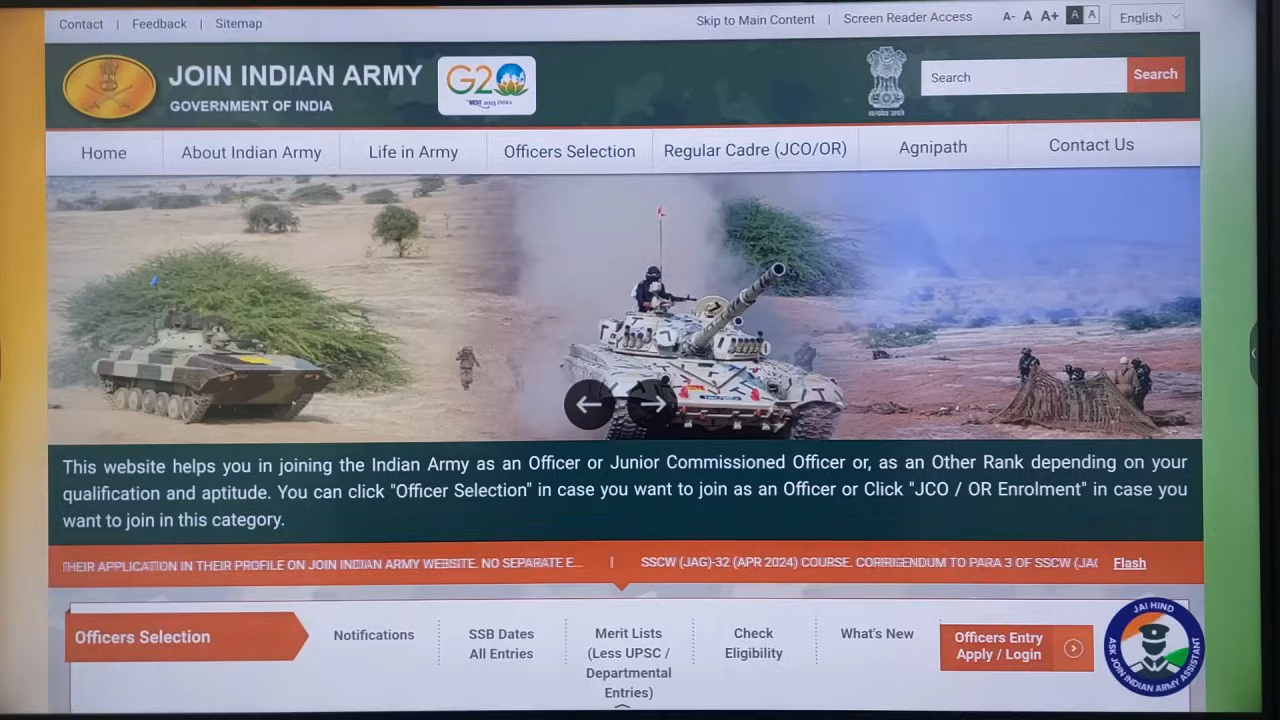 Contact | Feedback | Sitemap
Skip to Main Content | Screen Reader Access A- A A+ A A English
JOIN INDIAN ARMY
GOVERNMENT OF INDIA
G20
Search Search
Home About Indian Army Life in Army Officers Selection Regular Cadre (JCO/OR) Agnipath Contact Us
This website helps you in joining the Indian Army as an Officer or Junior Commissioned Officer or, as an Other Rank depending on your
qualification and aptitude. You can click "Officer Selection" in case you want to join as an Officer or Click "JCO / OR Enrolment" in case you
want to join in this category.
THEIR APPLICATION IN THEIR PROFILE ON JOIN INDIAN ARMY WEBSITE. NO SEPARATE E... | SSCW (JAG)-32 (APR 2024) COURSE. CORRIGENDUM TO PARA 3 OF SSCW (JAG Flash
Officers Selection
Notifications
SSB Dates
All Entries
Merit Lists
(Less UPSC /
Departmental
Entries)
Check
Eligibility
What's New
Officers Entry
Apply / Login
JAI HIND
ASK JOIN INDIAN ARMY ASSISTANT